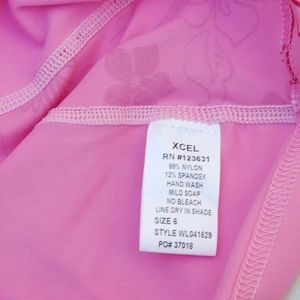 XCEL
RN #123631
88% NYLON
12% SPANDEX
HAND WASH
MILD SOAP
NO BLEACH
LINE DRY IN SHADE
SIZE 6
STYLE WL041629
PO# 37018